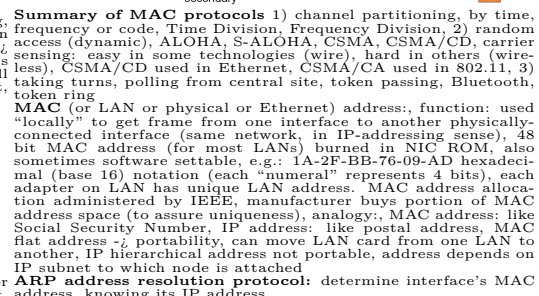 secondary
Summary of MAC protocols 1) channel partitioning, by time,
frequency or code, Time Division, Frequency Division, 2) random
access (dynamic), ALOHA, S-ALOHA, CSMA, CSMA/CD, carrier
sensing: easy in some technologies (wire), hard in others (wire-
less), CSMA/CD used in Ethernet, CSMA/CA used in 802.11, 3)
taking turns, polling from central site, token passing, Bluetooth,
token ring
MAC (or LAN or physical or Ethernet) address:, function: used
“locally” to get frame from one interface to another physically-
connected interface (same network, in IP-addressing sense), 48
bit MAC address (for most LANs) burned in NIC ROM, also
sometimes software settable, e.g.: 1A-2F-BB-76-09-AD hexadeci-
mal (base 16) notation (each “numeral” represents 4 bits), each
adapter on LAN has unique LAN address. MAC address alloca-
tion administered by IEEE, manufacturer buys portion of MAC
address space (to assure uniqueness), analogy:, MAC address: like
Social Security Number, IP address: like postal address, MAC
flat address -¿ portability, can move LAN card from one LAN to
another, IP hierarchical address not portable, address depends on
IP subnet to which node is attached
ARP address resolution protocol: determine interface’s MAC
address, knowing its IP address